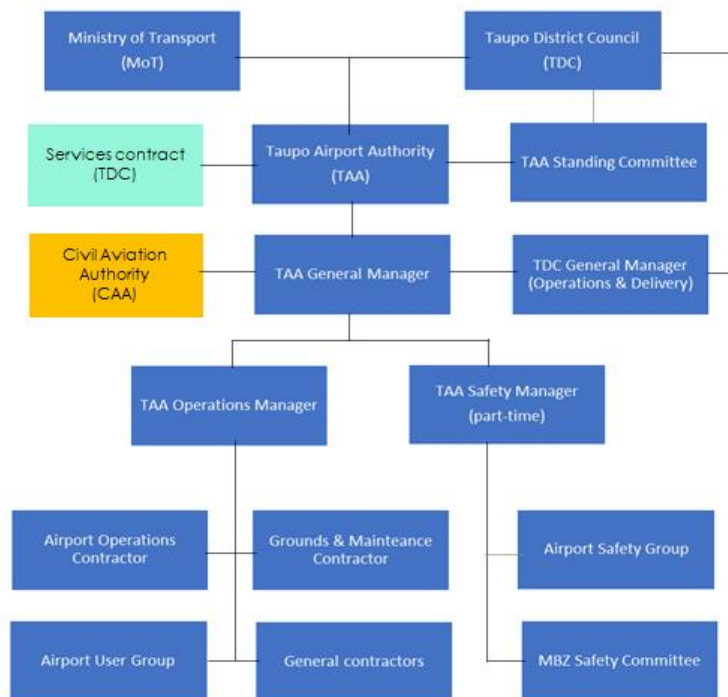 Ministry of Transport
(MoT)
Taupo District Council
(TDC)
Services contract
(TDC)
Taupo Airport Authority
(TAA)
TAA Standing Committee
Civil Aviation
Authority
(CAA)
TAA General Manager
TDC General Manager
(Operations & Delivery)
TAA Operations Manager
TAA Safety Manager
(part-time)
Airport Operations
Contractor
Grounds & Mainteance
Contractor
Airport Safety Group
Airport User Group
General contractors
MBZ Safety Committee